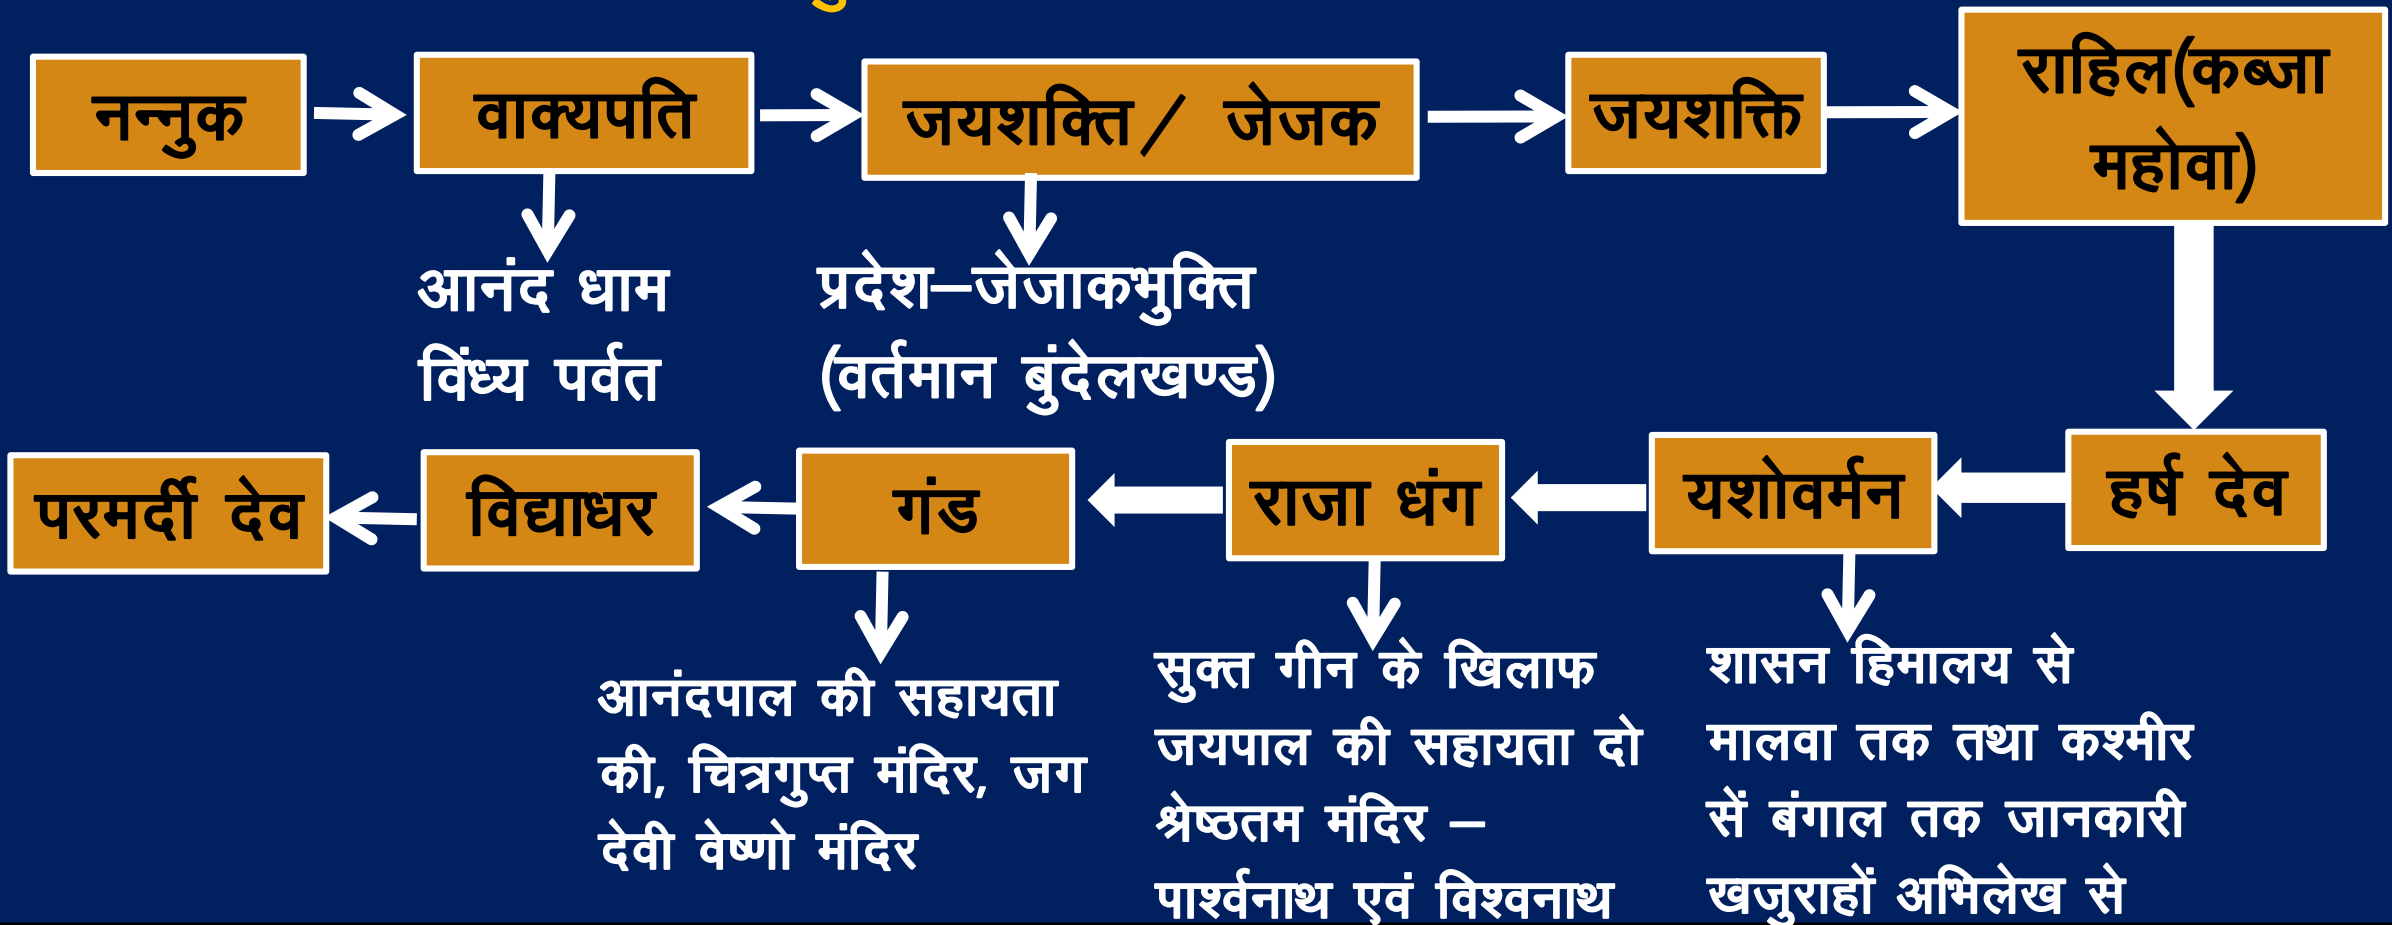 नन्नुक
वाक्यपति
जयशक्ति/ जेजक
जयशक्ति
राहिल(कब्जा
महोवा)
आनंद धाम
विंध्य पर्वत
प्रदेश–जेजाकभुक्ति
(वर्तमान बुंदेलखण्ड)
परमर्दी देव
विद्याधर
गंड
राजा धंग
यशोवर्मन
हर्ष देव
आनंदपाल की सहायता
की, चित्रगुप्त मंदिर, जग
देवी वेष्णो मंदिर
सुक्त गीन के खिलाफ
जयपाल की सहायता दो
श्रेष्ठतम मंदिर –
पार्श्वनाथ एवं विश्वनाथ
शासन हिमालय से
मालवा तक तथा कश्मीर
सें बंगाल तक जानकारी
खजुराहों अभिलेख से